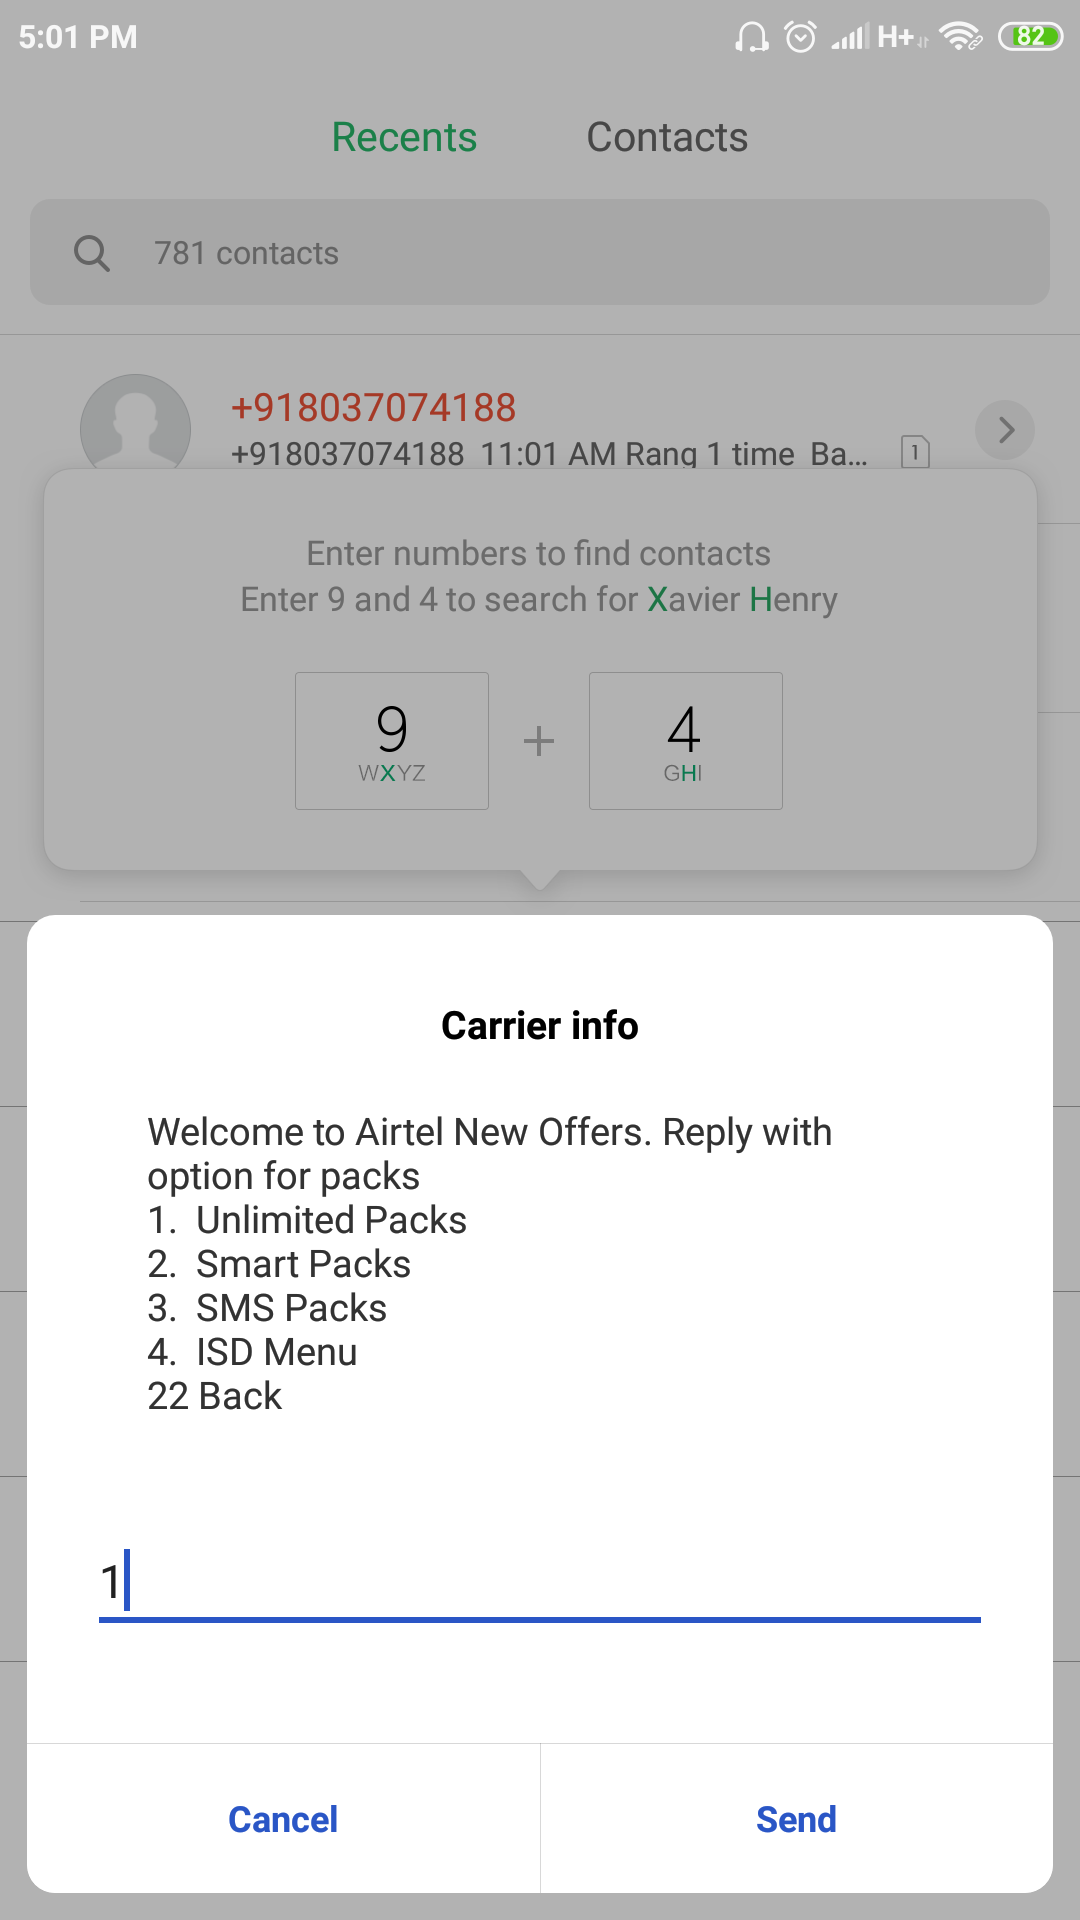 5:01 PM H+ 82
Recents Contacts
781 contacts
+918037074188
+918037074188 11:01 AM Rang 1 time Ba... 1
Enter numbers to find contacts
Enter 9 and 4 to search for Xavier Henry
9 + 4
WXYZ GHI
Carrier info
Welcome to Airtel New Offers. Reply with
option for packs
1. Unlimited Packs
2. Smart Packs
3. SMS Packs
4. ISD Menu
22 Back
1
Cancel Send